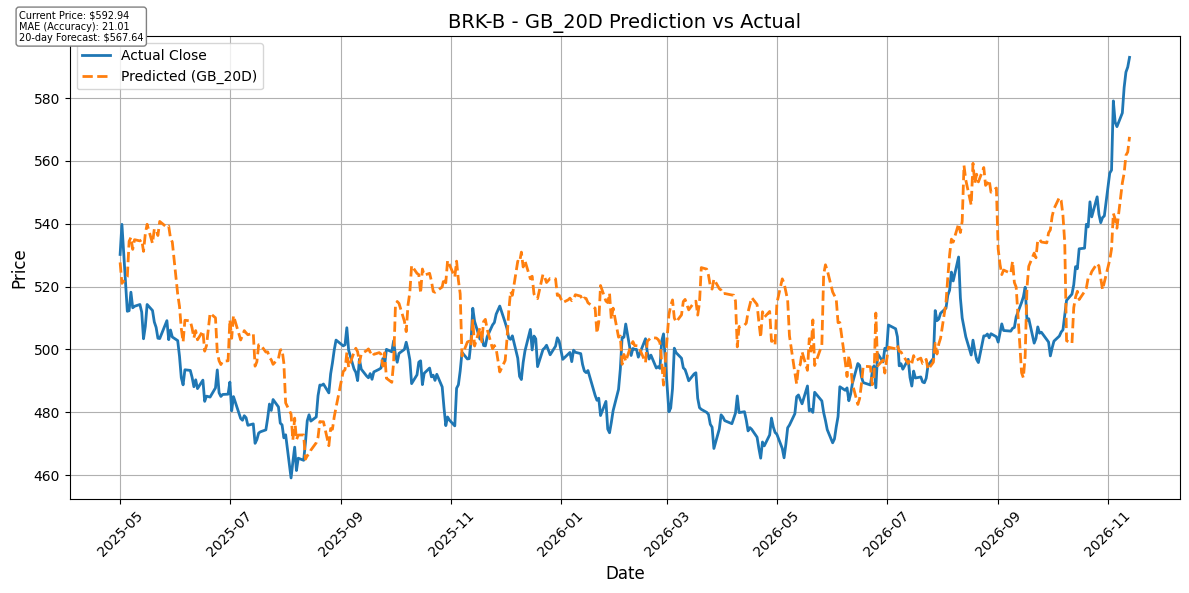 Current Price: $592.94
MAE (Accuracy): 21.01
20-day Forecast: $567.64
BRK-B - GB_20D Prediction vs Actual
Actual Close
Predicted (GB_20D)
Price
580
560
540
520
500
480
460
2025-05
2025-07
2025-09
2025-11
2026-01
2026-03
2026-05
2026-07
2026-09
2026-11
Date